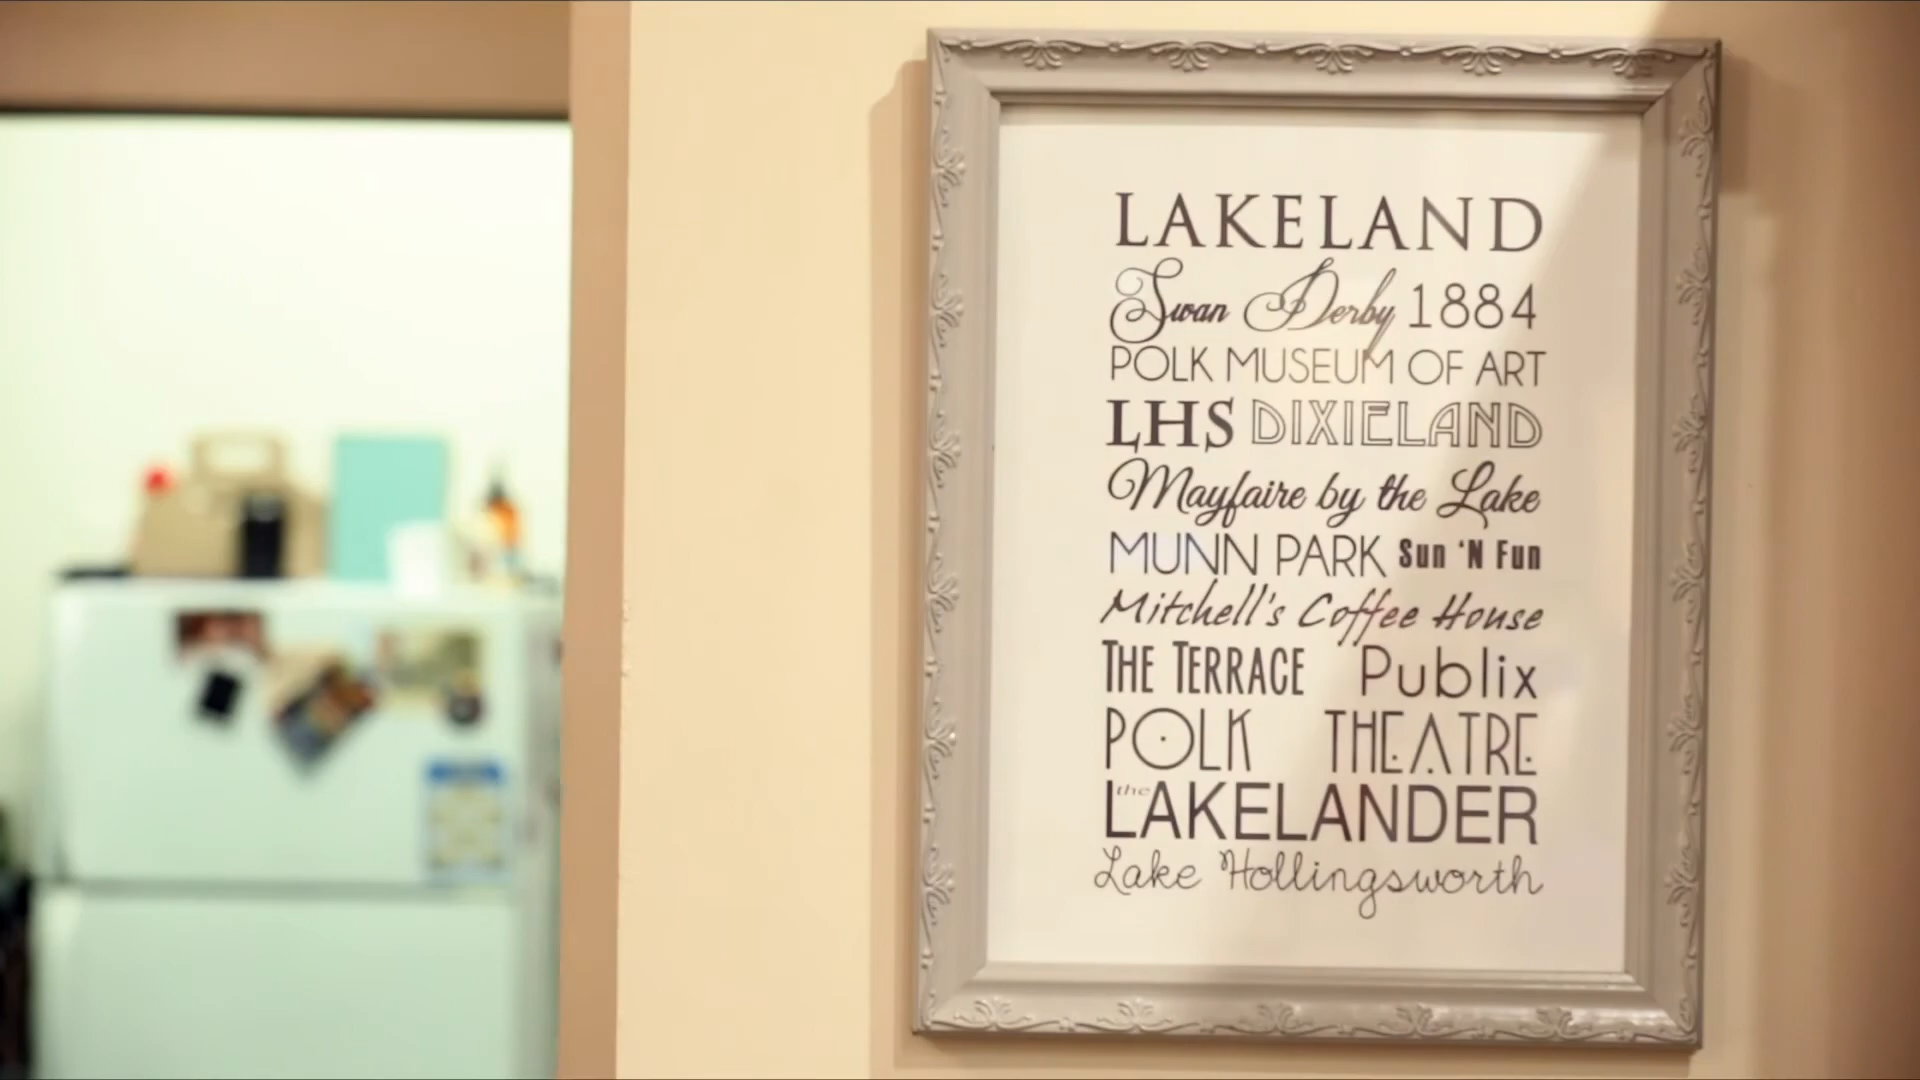 LAKELAND
Swan Derby 1884
POLK MUSEUM OF ART
LHS DIXIELAND
Mayfaire by the Lake
MUNN PARK Sun 'N Fun
Mitchell's Coffee House
THE TERRACE Publix
POLK THEATRE
the LAKELANDER
Lake Hollingsworth